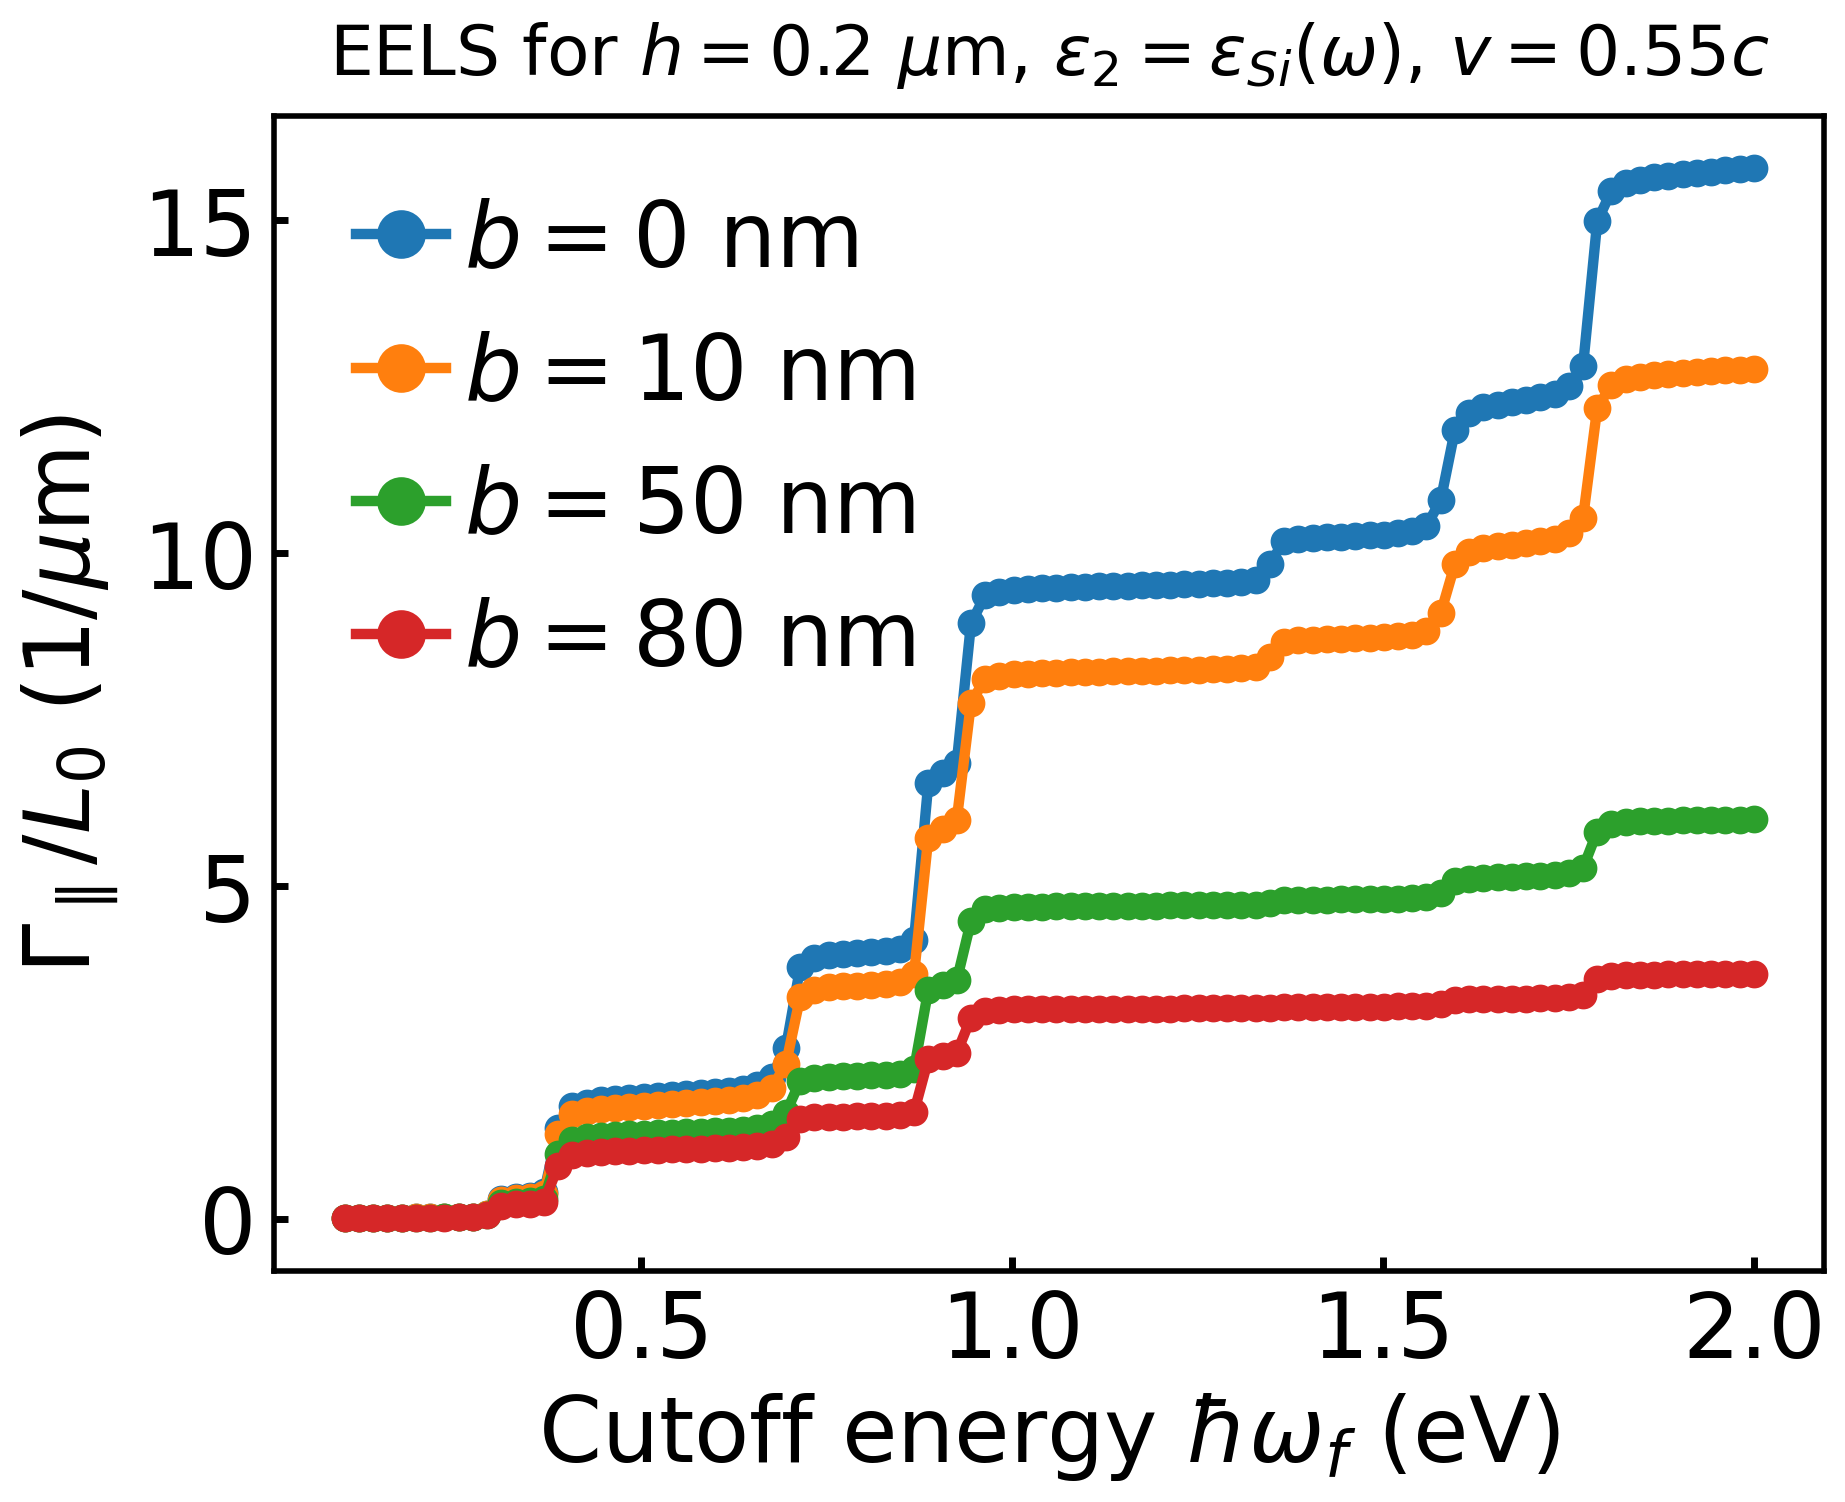 EELS for h = 0.2 μm, ε₂ = ε_Si(ω), v = 0.55c
Γ∥/L₀ (1/μm)
15
10
5
0
b = 0 nm
b = 10 nm
b = 50 nm
b = 80 nm
0.5 1.0 1.5 2.0
Cutoff energy ħω_f (eV)